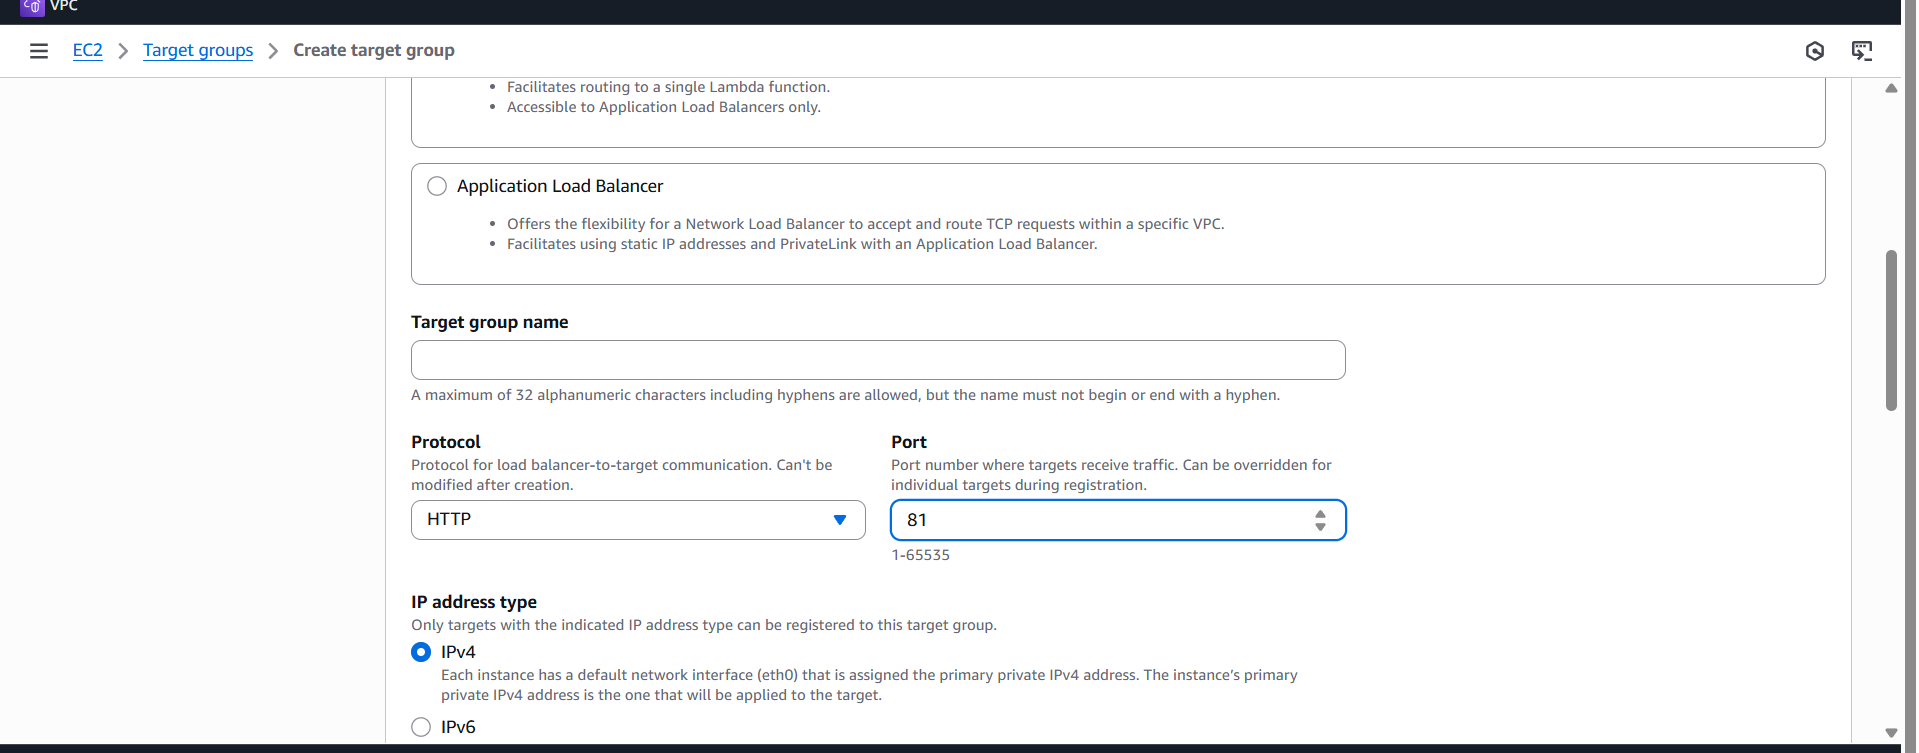 VPC
EC2 > Target groups > Create target group
• Facilitates routing to a single Lambda function.
• Accessible to Application Load Balancers only.
Application Load Balancer
• Offers the flexibility for a Network Load Balancer to accept and route TCP requests within a specific VPC.
• Facilitates using static IP addresses and PrivateLink with an Application Load Balancer.
Target group name
A maximum of 32 alphanumeric characters including hyphens are allowed, but the name must not begin or end with a hyphen.
Protocol
Protocol for load balancer-to-target communication. Can't be
modified after creation.
HTTP
Port
Port number where targets receive traffic. Can be overridden for
individual targets during registration.
81
1-65535
IP address type
Only targets with the indicated IP address type can be registered to this target group.
IPv4
Each instance has a default network interface (eth0) that is assigned the primary private IPv4 address. The instance's primary
private IPv4 address is the one that will be applied to the target.
IPv6